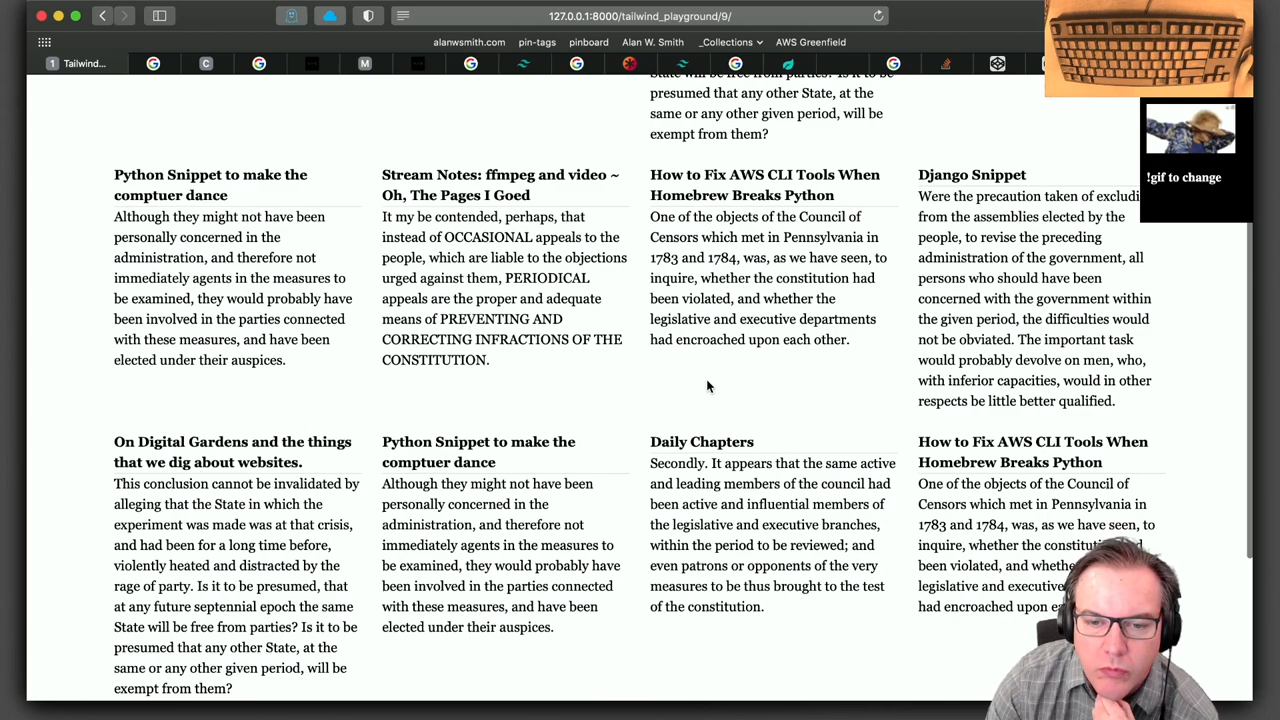 127.0.0.1:8000/tailwind_playground/9/
alanwsmith.com pin-tags pinboard Alan W. Smith _Collections AWS Greenfield
1 Tailwind...
C
M
!gif to change
presumed that any other State, at the
same or any other given period, will be
exempt from them?
Python Snippet to make the
comptuer dance
Although they might not have been
personally concerned in the
administration, and therefore not
immediately agents in the measures to
be examined, they would probably have
been involved in the parties connected
with these measures, and have been
elected under their auspices.
Stream Notes: ffmpeg and video ~
Oh, The Pages I Goed
It my be contended, perhaps, that
instead of OCCASIONAL appeals to the
people, which are liable to the objections
urged against them, PERIODICAL
appeals are the proper and adequate
means of PREVENTING AND
CORRECTING INFRACTIONS OF THE
CONSTITUTION.
How to Fix AWS CLI Tools When
Homebrew Breaks Python
One of the objects of the Council of
Censors which met in Pennsylvania in
1783 and 1784, was, as we have seen, to
inquire, whether the constitution had
been violated, and whether the
legislative and executive departments
had encroached upon each other.
Django Snippet
Were the precaution taken of excludi
from the assemblies elected by the
people, to revise the preceding
administration of the government, all
persons who should have been
concerned with the government within
the given period, the difficulties would
not be obviated. The important task
would probably devolve on men, who,
with inferior capacities, would in other
respects be little better qualified.
On Digital Gardens and the things
that we dig about websites.
This conclusion cannot be invalidated by
alleging that the State in which the
experiment was made was at that crisis,
and had been for a long time before,
violently heated and distracted by the
rage of party. Is it to be presumed, that
at any future septennial epoch the same
State will be free from parties? Is it to be
presumed that any other State, at the
same or any other given period, will be
exempt from them?
Python Snippet to make the
comptuer dance
Although they might not have been
personally concerned in the
administration, and therefore not
immediately agents in the measures to
be examined, they would probably have
been involved in the parties connected
with these measures, and have been
elected under their auspices.
Daily Chapters
Secondly. It appears that the same active
and leading members of the council had
been active and influential members of
the legislative and executive branches,
within the period to be reviewed; and
even patrons or opponents of the very
measures to be thus brought to the test
of the constitution.
How to Fix AWS CLI Tools When
Homebrew Breaks Python
One of the objects of the Council of
Censors which met in Pennsylvania in
1783 and 1784, was, as we have seen, to
inquire, whether the
been violated, and
legislative and executive
had encroached upon